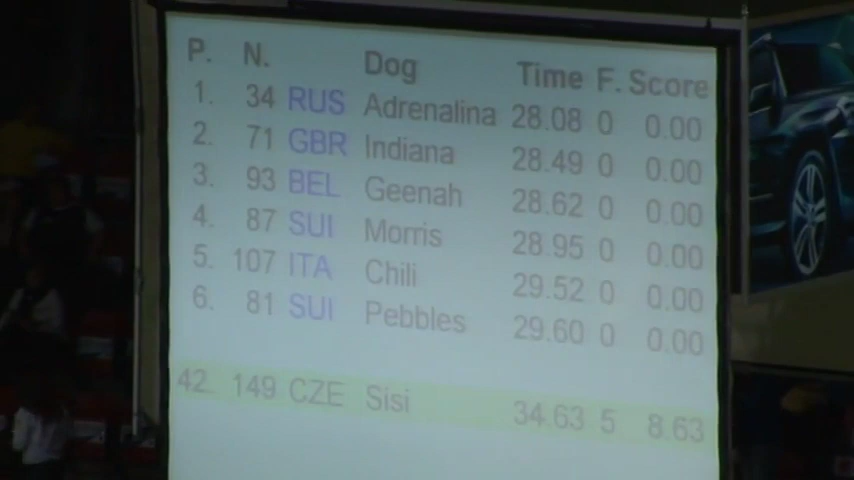 P. N. Dog Time F. Score
1. 34 RUS Adrenalina 28.08 0 0.00
2. 71 GBR Indiana 28.49 0 0.00
3. 93 BEL Geenah 28.62 0 0.00
4. 87 SUI Morris 28.95 0 0.00
5. 107 ITA Chili 29.52 0 0.00
6. 81 SUI Pebbles 29.60 0 0.00
42. 149 CZE Sisi 34.63 5 8.63